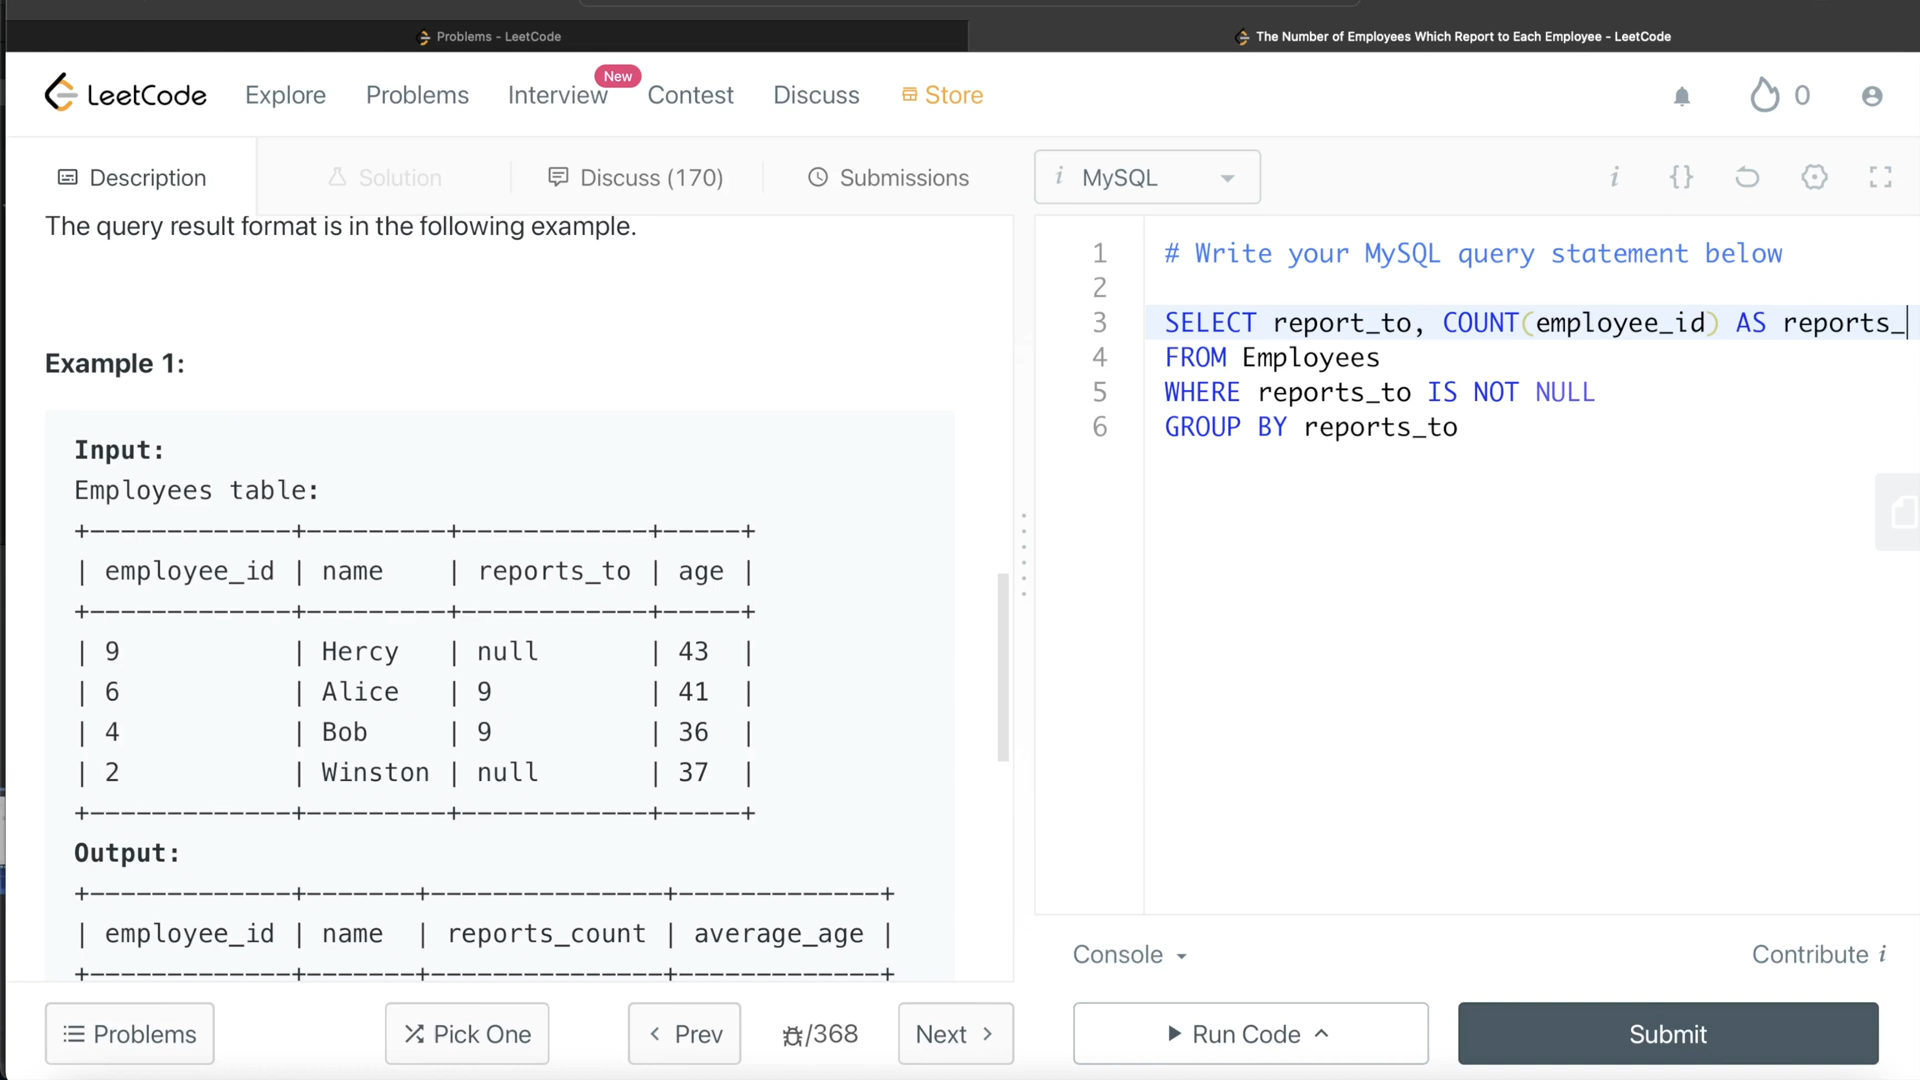 Problems - LeetCode
The Number of Employees Which Report to Each Employee - LeetCode
LeetCode
Explore
Problems
Interview
New
Contest
Discuss
Store
0
Description
Solution
Discuss (170)
Submissions
i MySQL
i {}
The query result format is in the following example.
Example 1:
Input:
Employees table:
+-------------+---------+------------+-----+
| employee_id | name    | reports_to | age |
+-------------+---------+------------+-----+
| 9           | Hercy   | null       | 43  |
| 6           | Alice   | 9          | 41  |
| 4           | Bob     | 9          | 36  |
| 2           | Winston | null       | 37  |
+-------------+---------+------------+-----+
Output:
+-------------+-------+---------------+-------------+
| employee_id | name  | reports_count | average_age |
+-------------+-------+---------------+-------------+
1 # Write your MySQL query statement below
2
3 SELECT report_to, COUNT(employee_id) AS reports_
4 FROM Employees
5 WHERE reports_to IS NOT NULL
6 GROUP BY reports_to
Console
Contribute i
Problems
Pick One
Prev
/368
Next
Run Code
Submit